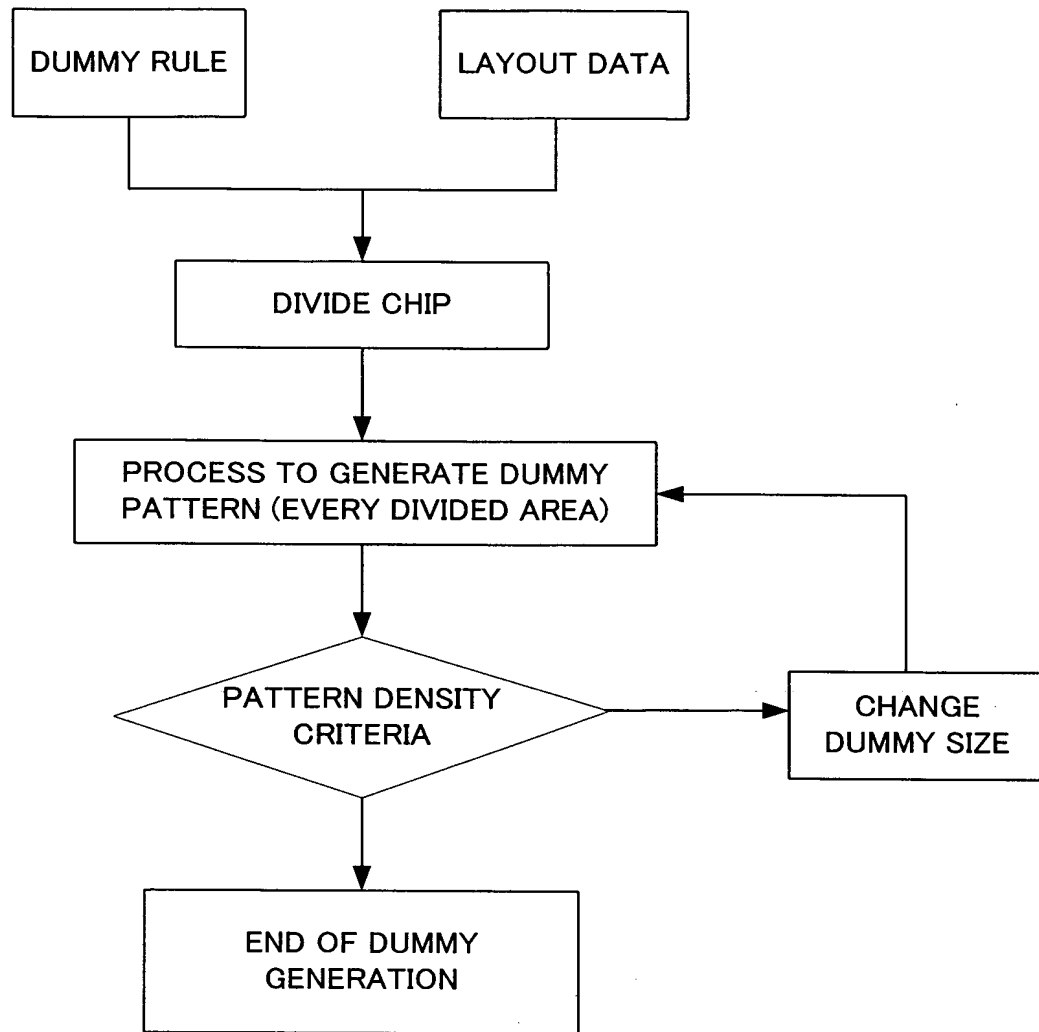 DUMMY RULE
LAYOUT DATA
DIVIDE CHIP
PROCESS TO GENERATE DUMMY
PATTERN (EVERY DIVIDED AREA)
PATTERN DENSITY
CRITERIA
CHANGE
DUMMY SIZE
END OF DUMMY
GENERATION